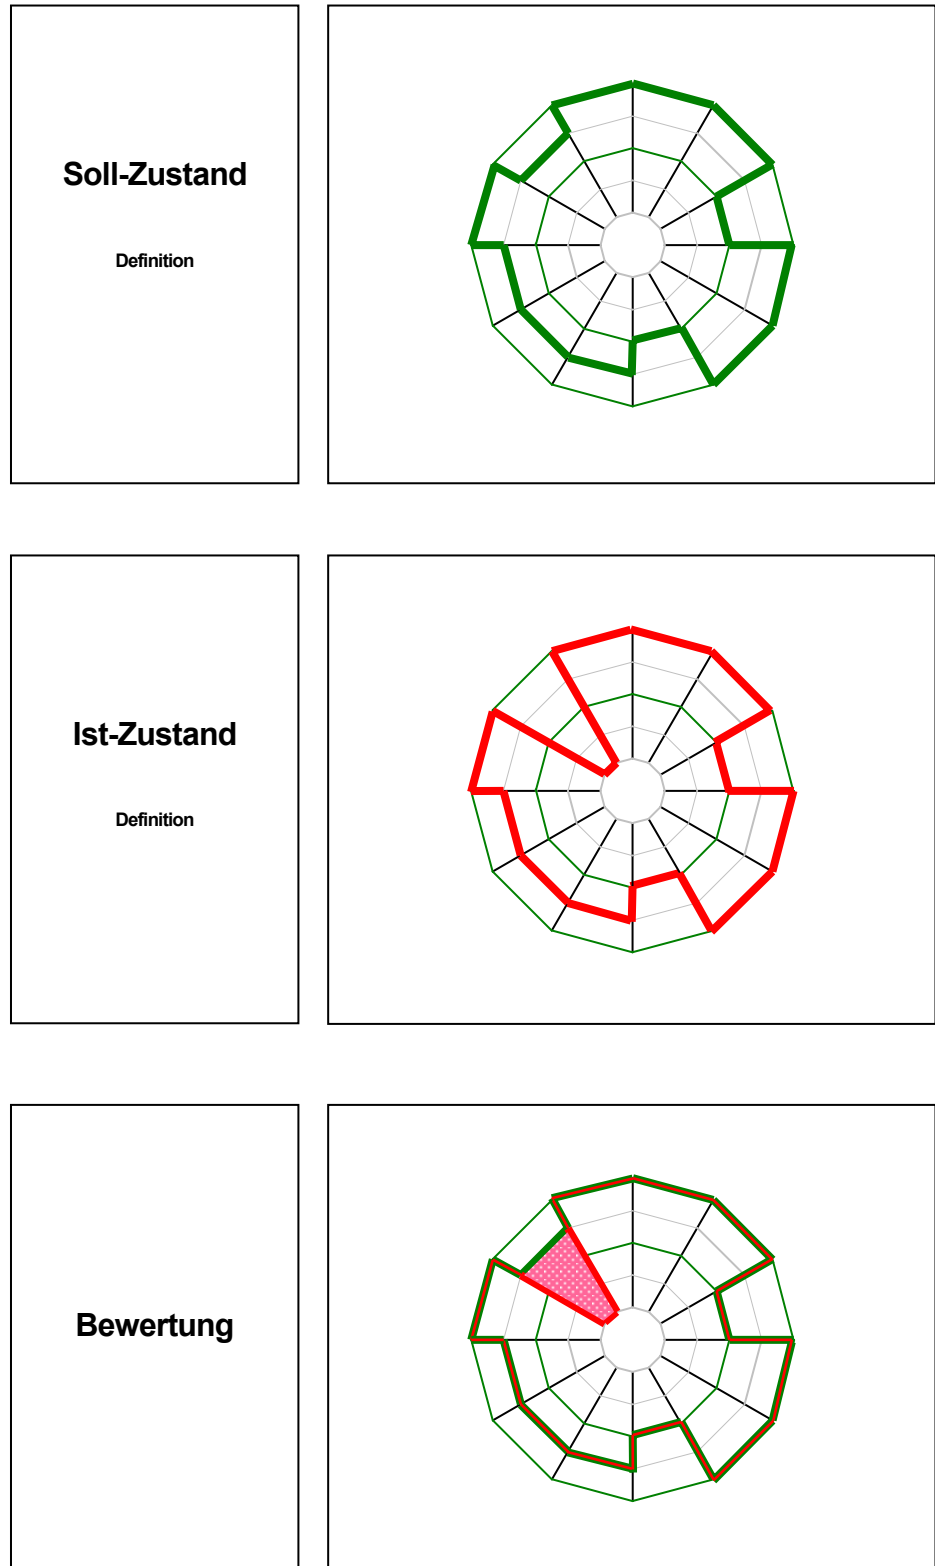 Soll-Zustand
Definition
Ist-Zustand
Definition
Bewertung